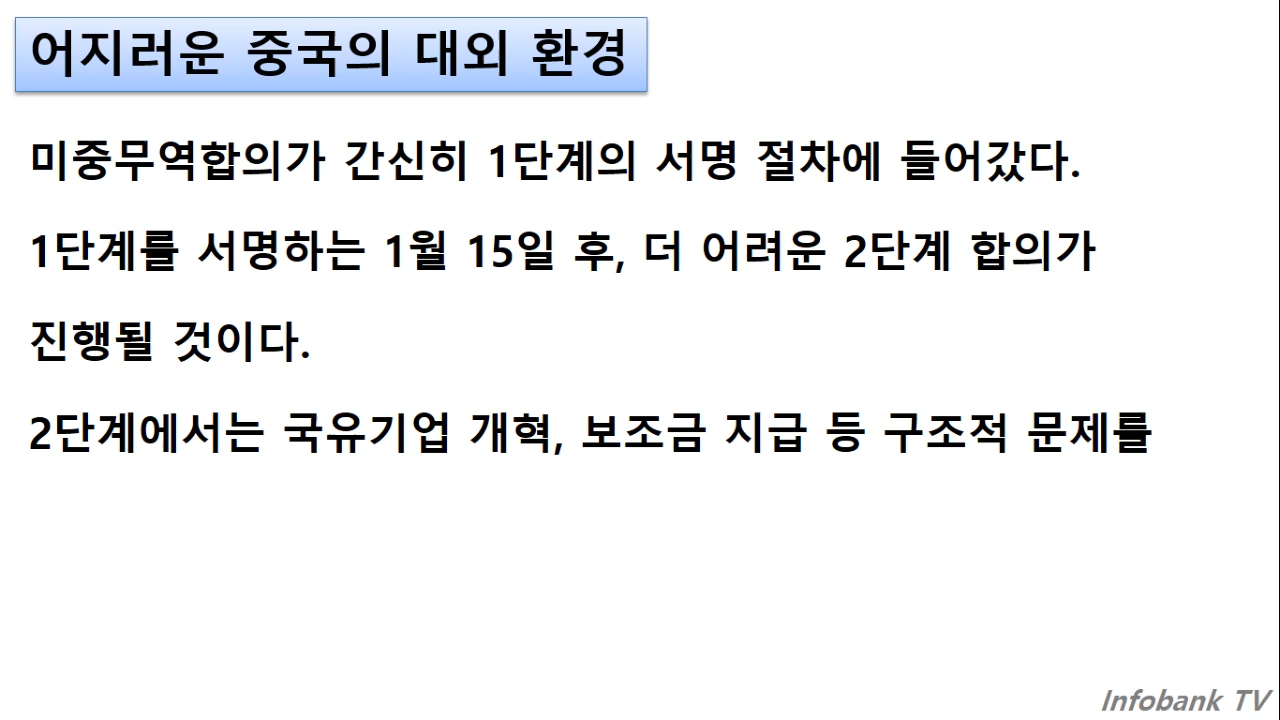 어지러운 중국의 대외 환경
미중무역합의가 간신히 1단계의 서명 절차에 들어갔다.
1단계를 서명하는 1월 15일 후, 더 어려운 2단계 합의가
진행될 것이다.
2단계에서는 국유기업 개혁, 보조금 지급 등 구조적 문제를
Infobank TV